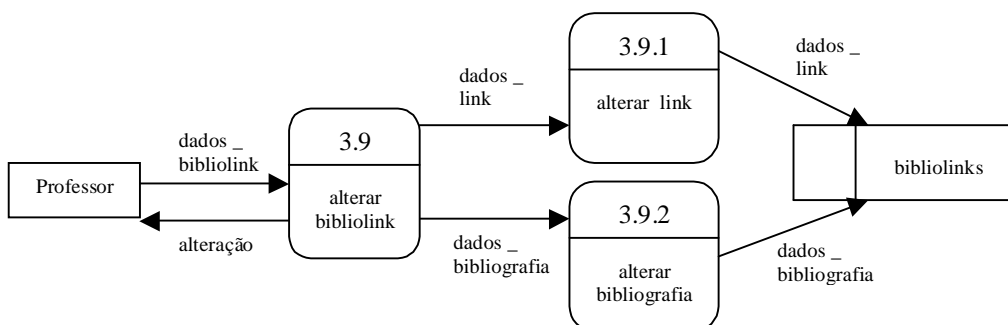 Professor
dados _
bibliolink
alteração
3.9
alterar
bibliolink
dados _
link
dados _
bibliografia
3.9.1
alterar link
3.9.2
alterar
bibliografia
dados _
link
dados _
bibliografia
bibliolinks